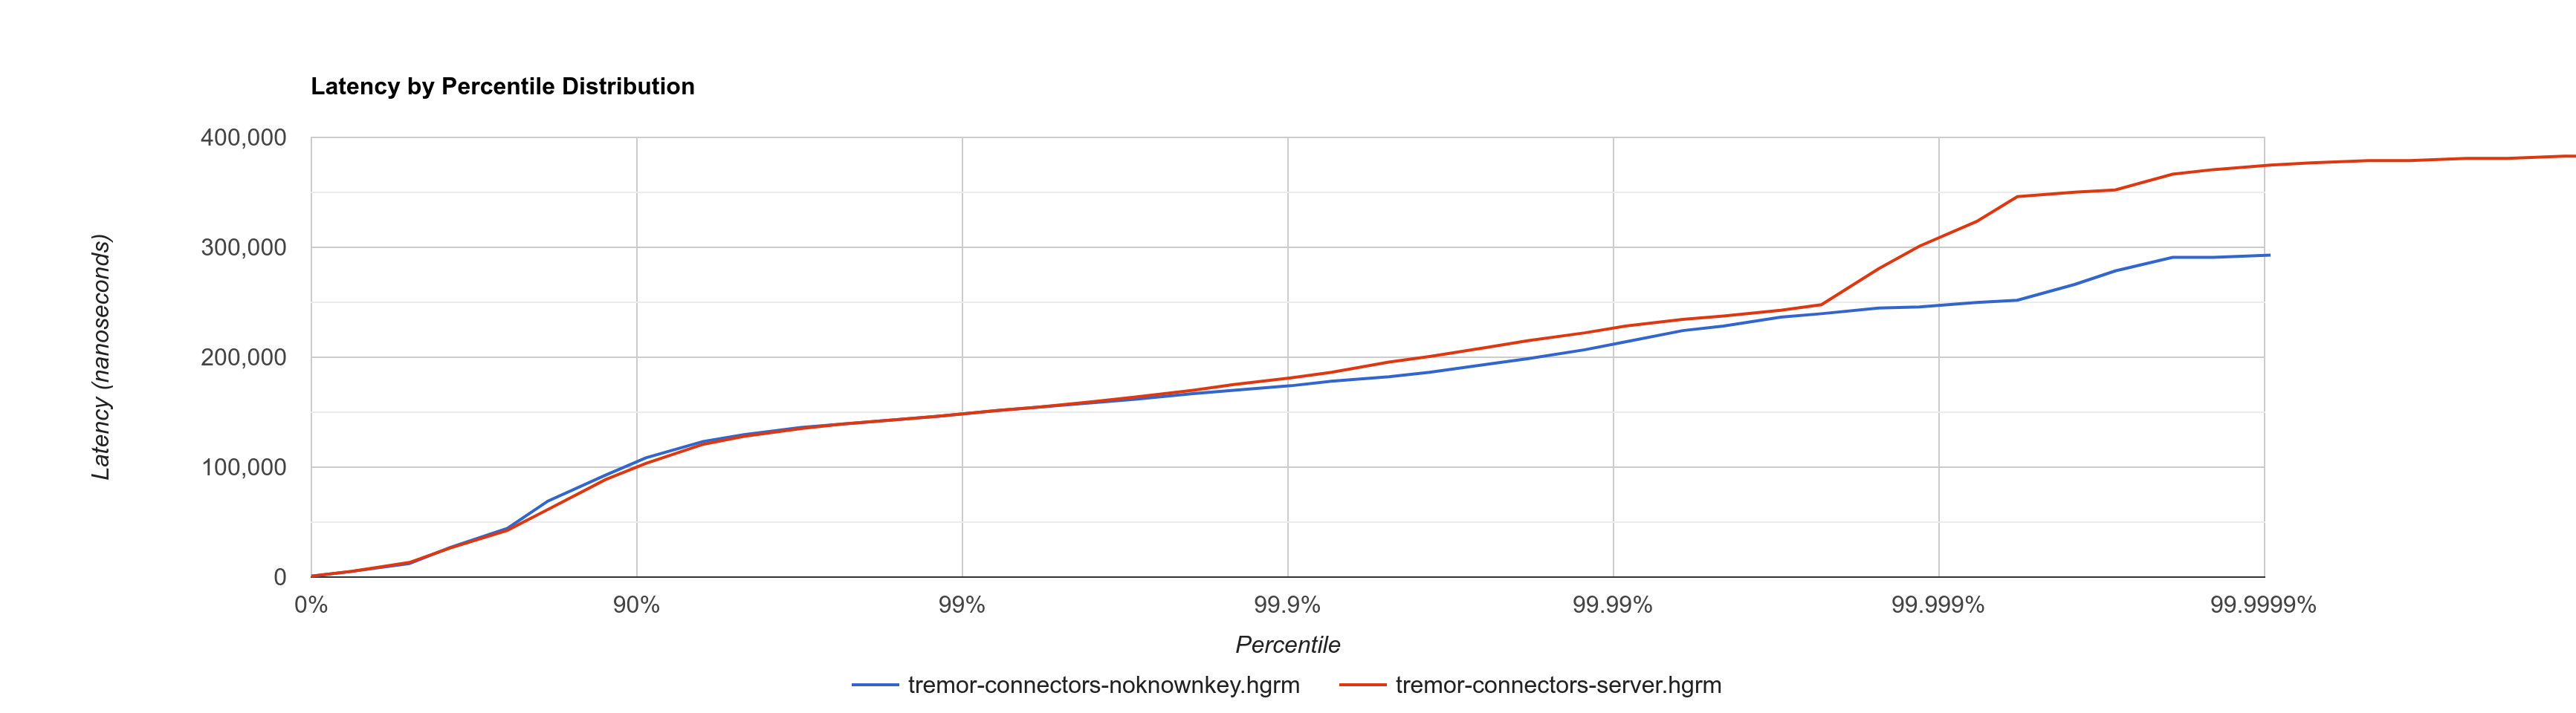 Latency by Percentile Distribution
400,000
300,000
200,000
100,000
0
Latency (nanoseconds)
0% 90% 99% 99.9% 99.99% 99.999% 99.9999%
Percentile
tremor-connectors-noknownkey.hgrm tremor-connectors-server.hgrm